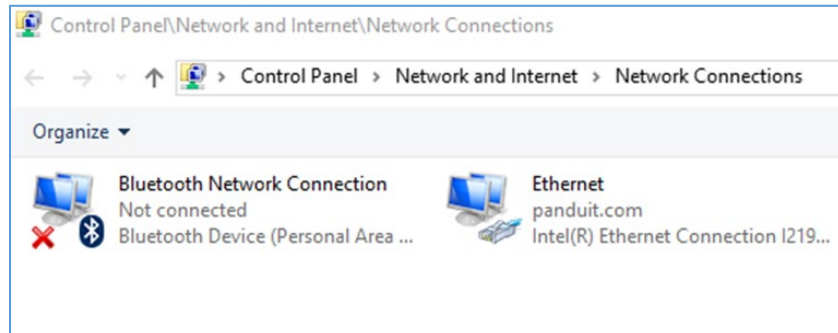 Control Panel\Network and Internet\Network Connections
Control Panel > Network and Internet > Network Connections
Organize
Bluetooth Network Connection
Not connected
Bluetooth Device (Personal Area ...
Ethernet
panduit.com
Intel(R) Ethernet Connection I219...